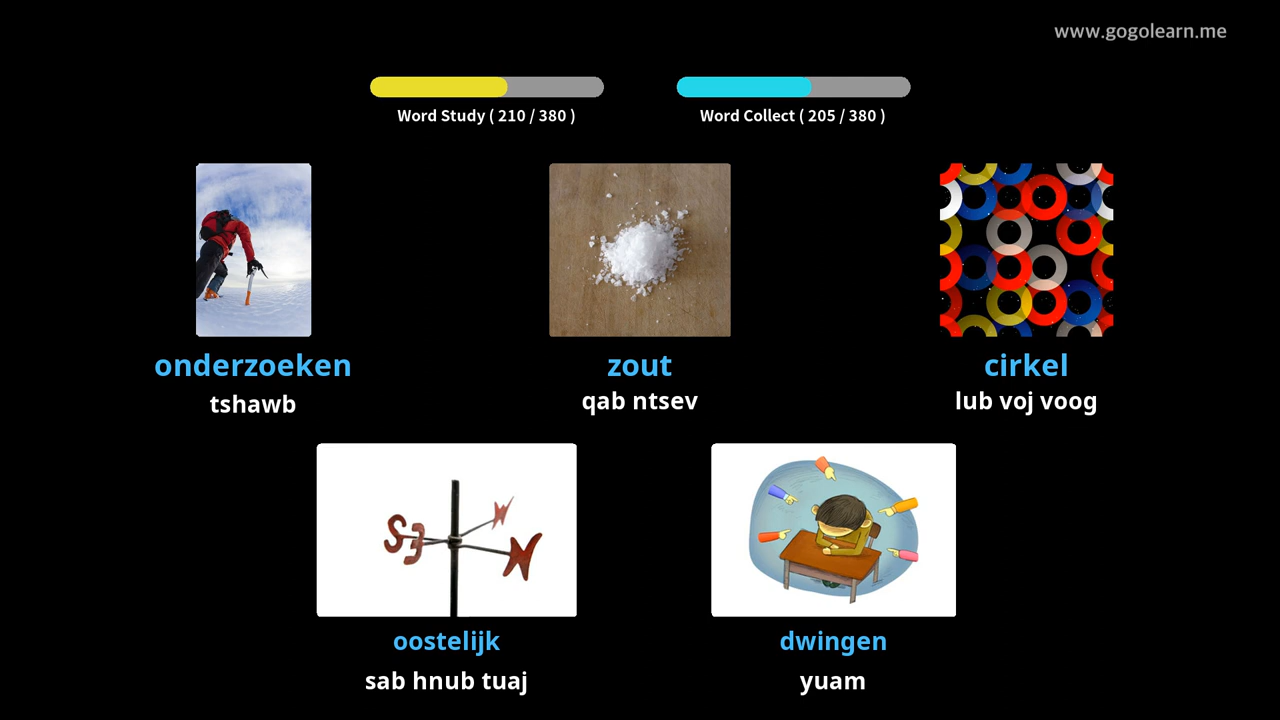 www.gogolearn.me
Word Study ( 210 / 380 )
Word Collect ( 205 / 380 )
onderzoeken
tshawb
zout
qab ntsev
cirkel
lub voj voog
oostelijk
sab hnub tuaj
dwingen
yuam